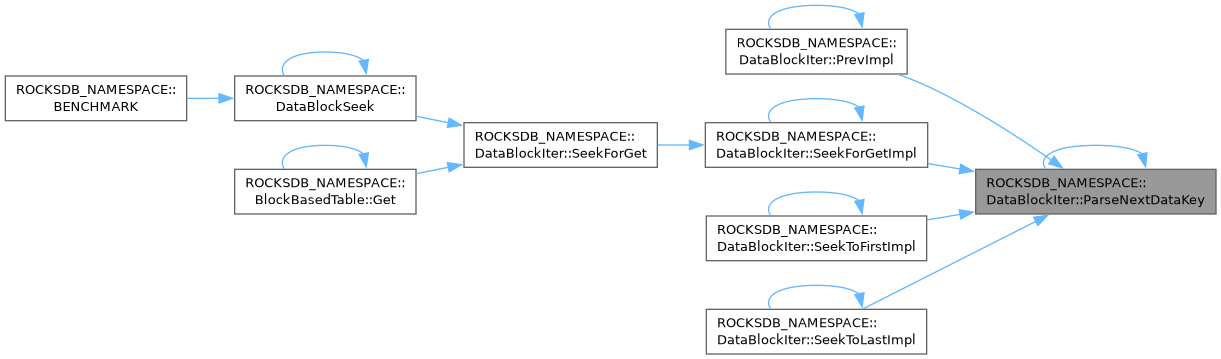 ROCKSDB_NAMESPACE::
BENCHMARK
ROCKSDB_NAMESPACE::
DataBlockSeek
ROCKSDB_NAMESPACE::
BlockBasedTable::Get
ROCKSDB_NAMESPACE::
DataBlockIter::SeekForGet
ROCKSDB_NAMESPACE::
DataBlockIter::PrevImpl
ROCKSDB_NAMESPACE::
DataBlockIter::SeekForGetImpl
ROCKSDB_NAMESPACE::
DataBlockIter::SeekToFirstImpl
ROCKSDB_NAMESPACE::
DataBlockIter::SeekToLastImpl
ROCKSDB_NAMESPACE::
DataBlockIter::ParseNextDataKey